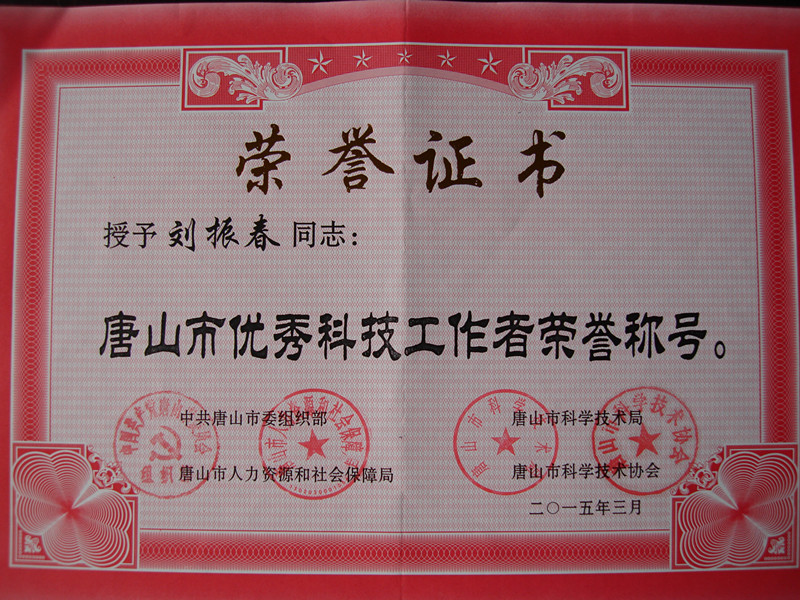 荣誉证书
授予刘振春同志：
唐山市优秀科技工作者荣誉称号。
中共唐山市委组织部
唐山市科学技术局
唐山市人力资源和社会保障局
唐山市科学技术协会
二〇一五年三月